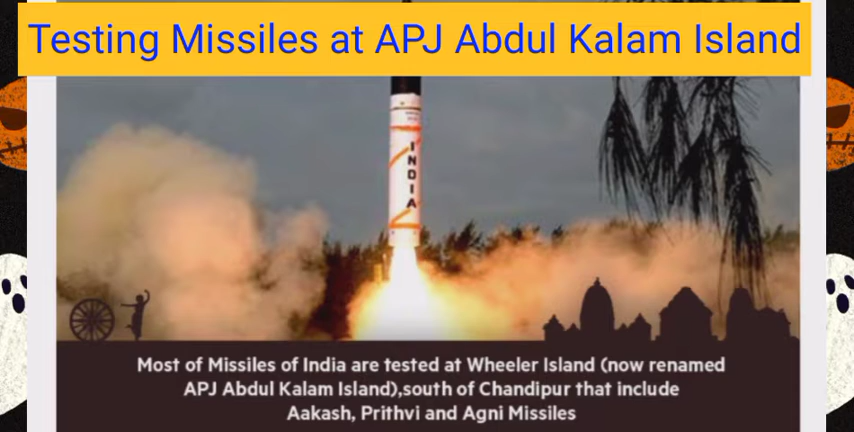 Testing Missiles at APJ Abdul Kalam Island
INDIA
Most of Missiles of India are tested at Wheeler Island (now renamed
APJ Abdul Kalam Island),south of Chandipur that include
Aakash, Prithvi and Agni Missiles